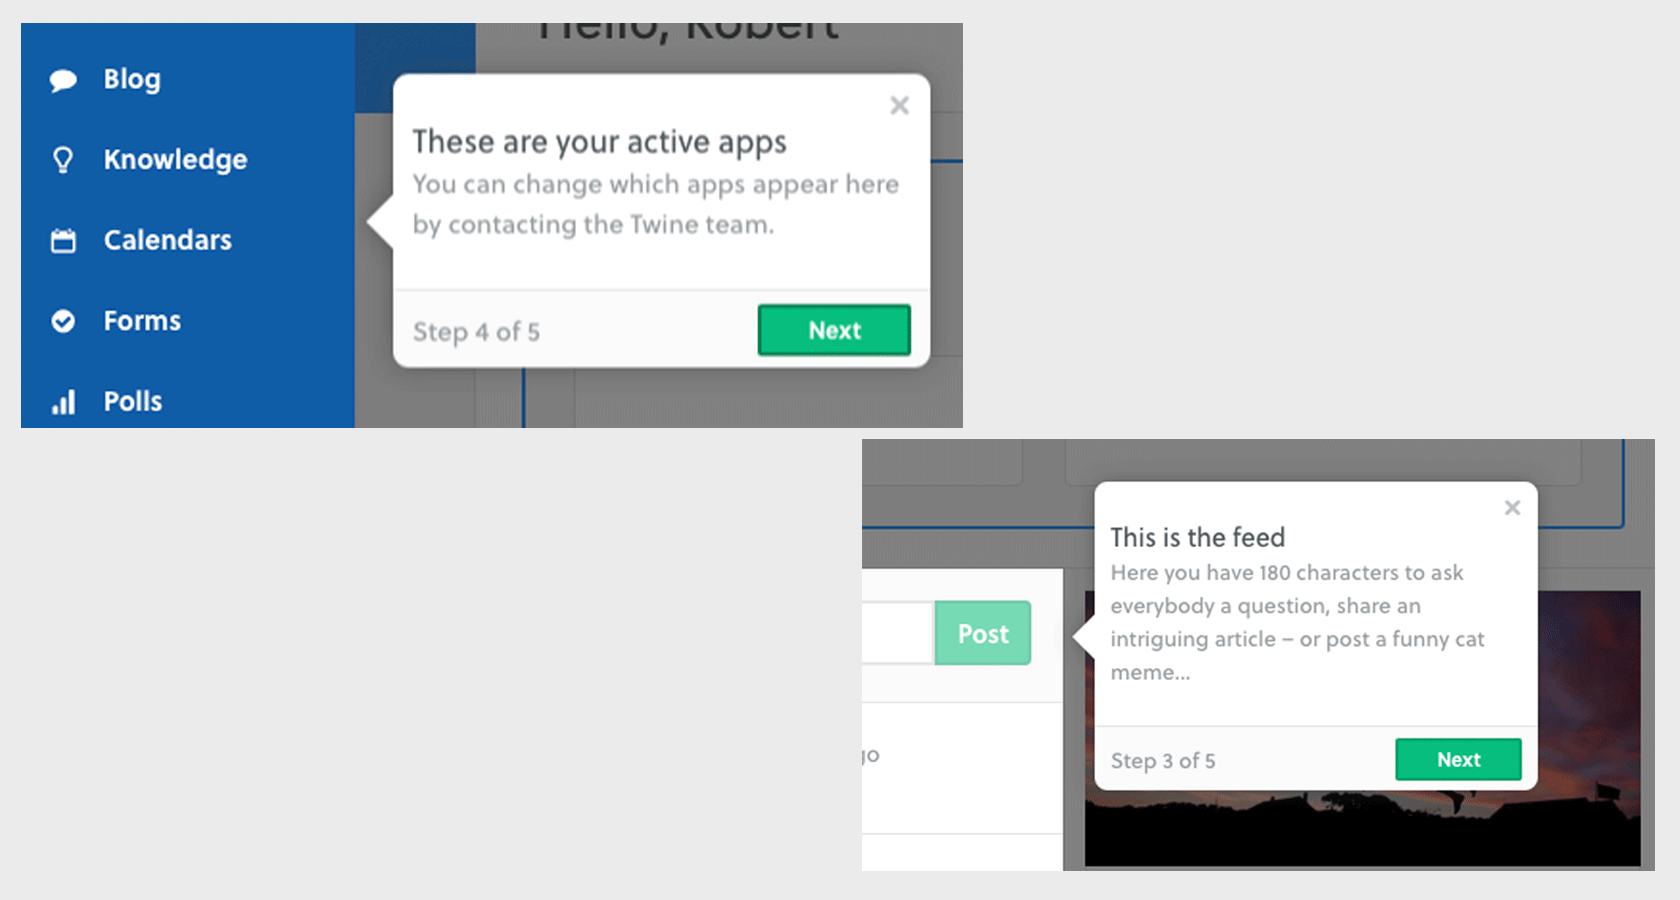 Hello, Robert
Blog
Knowledge
Calendars
Forms
Polls
These are your active apps
You can change which apps appear here
by contacting the Twine team.
Step 4 of 5
Next
Post
This is the feed
Here you have 180 characters to ask
everybody a question, share an
intriguing article – or post a funny cat
meme...
Step 3 of 5
Next